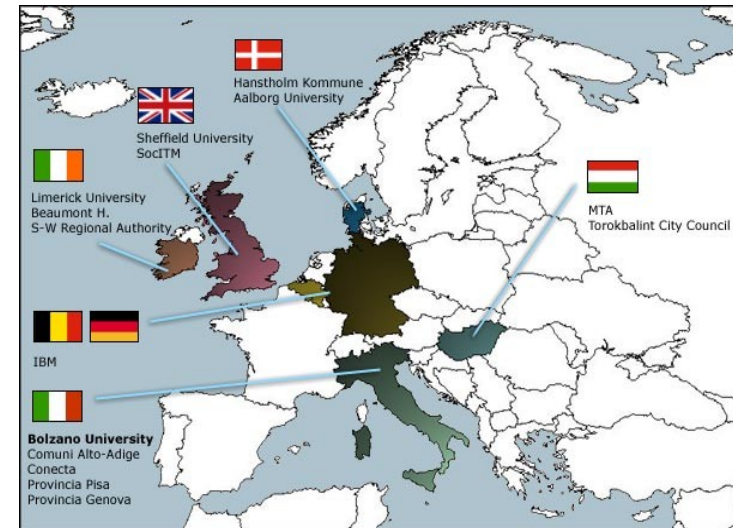 Hanstholm Kommune
Aalborg University
Sheffield University
SocITM
Limerick University
Beaumont H.
S-W Regional Authority
MTA
Torokbalint City Council
IBM
Bolzano University
Comuni Alto-Adige
Conecta
Provincia Pisa
Provincia Genova